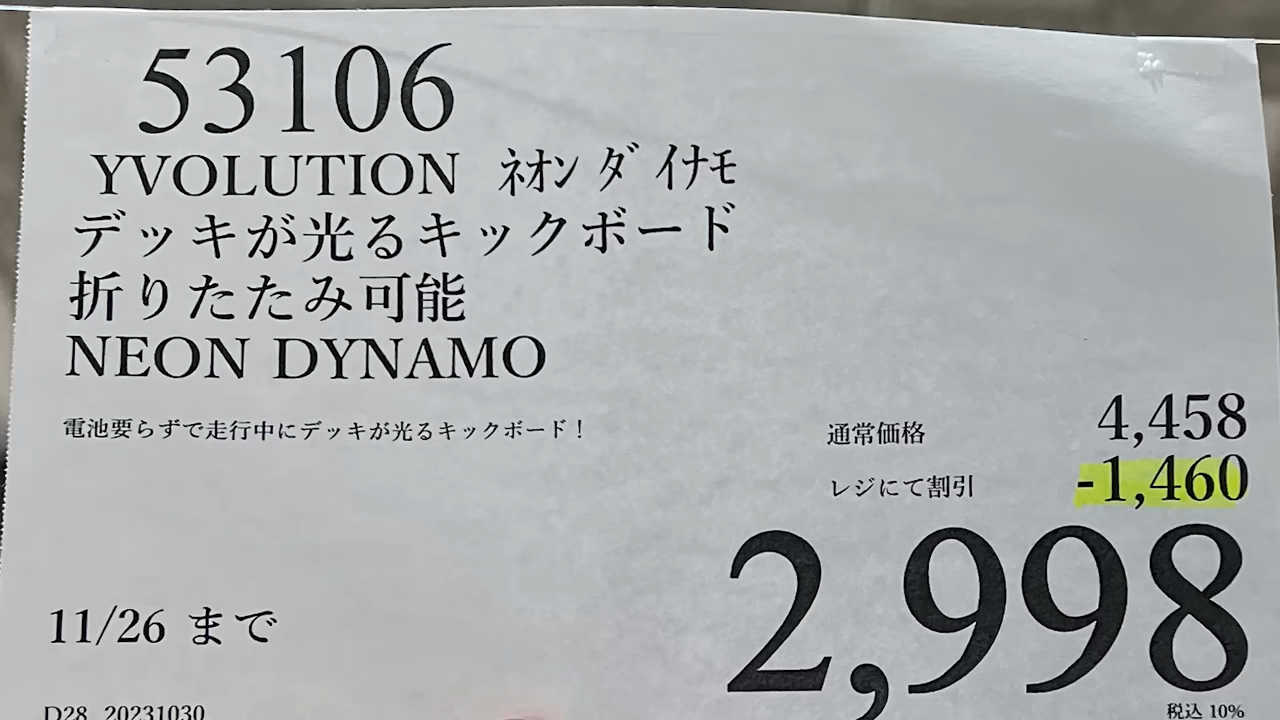 53106
YVOLUTION ネオン ダイナモ
デッキが光るキックボード
折りたたみ可能
NEON DYNAMO
電池要らずで走行中にデッキが光るキックボード！
通常価格 4,458
レジにて割引 -1,460
2,998
11/26 まで
税込 10%
D28 20231030